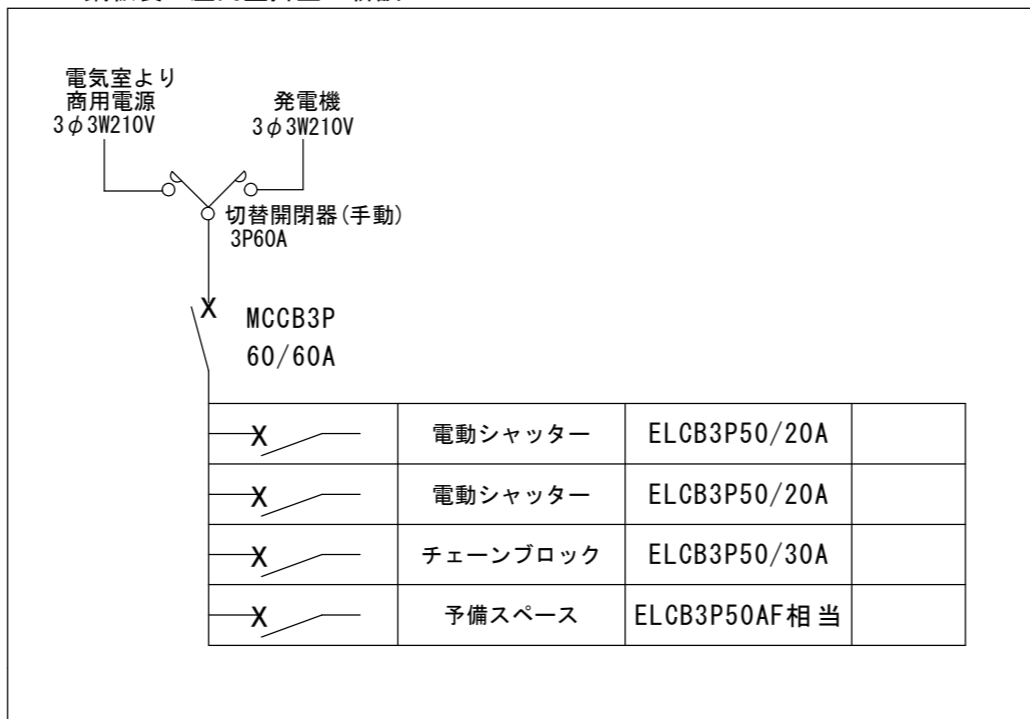 電気室より
商用電源
3φ3W210V
発電機
3φ3W210V
切替開閉器(手動)
3P60A
MCCB3P
60/60A
電動シャッター ELCB3P50/20A
電動シャッター ELCB3P50/20A
チェーンブロック ELCB3P50/30A
予備スペース ELCB3P50AF相当